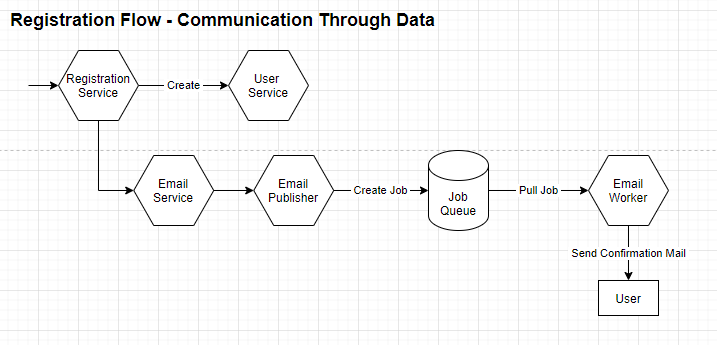 Registration Flow - Communication Through Data
Registration
Service
Create
User
Service
Email
Service
Email
Publisher
Create Job
Job
Queue
Pull Job
Email
Worker
Send Confirmation Mail
User